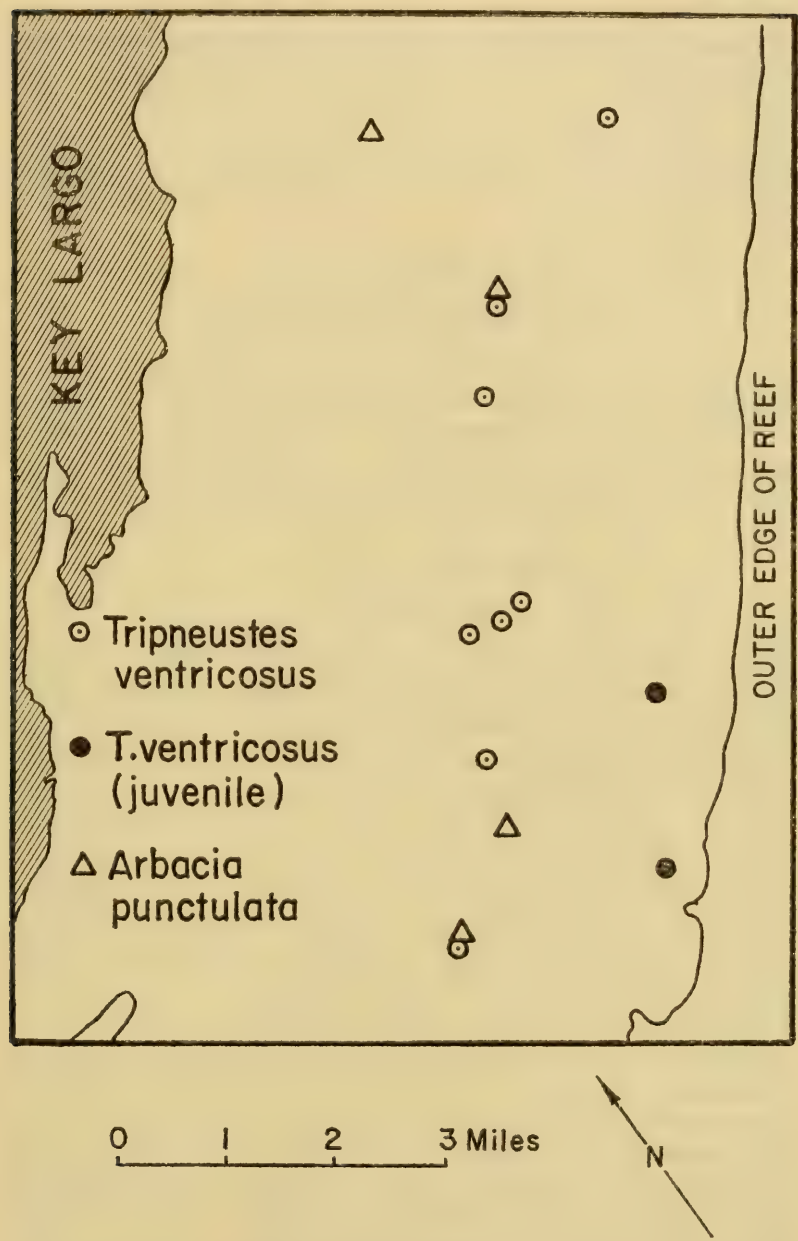 KEY LARGO
OUTER EDGE OF REEF
Tripneustes
ventricosus
T.ventricosus
(juvenile)
Arbacia
punctulata
0 1 2 3 Miles
N